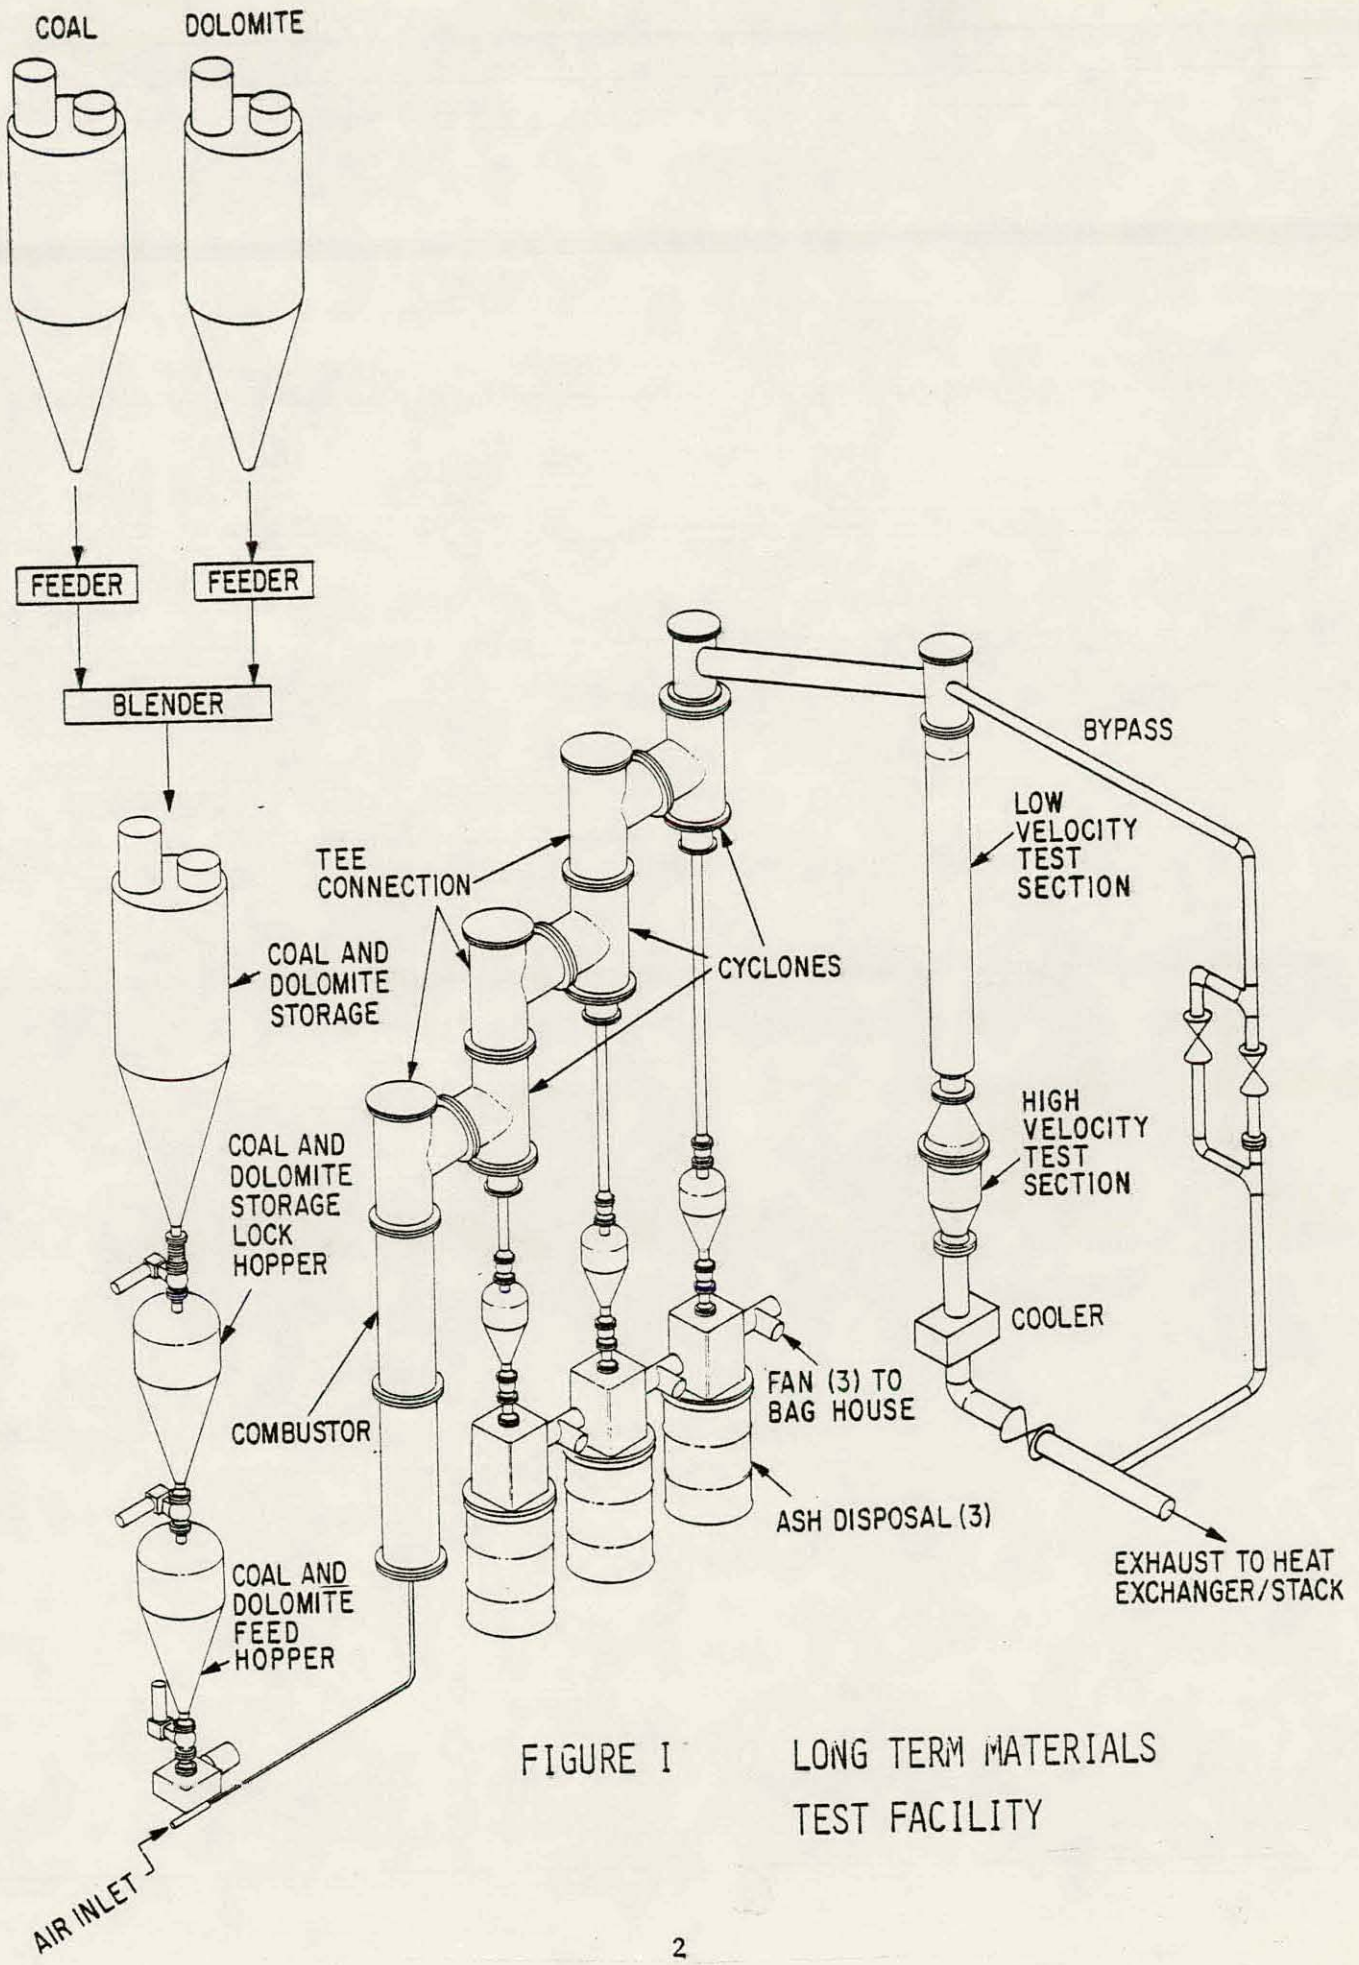 COAL
DOLOMITE
FEEDER
FEEDER
BLENDER
BYPASS
LOW
VELOCITY
TEST
SECTION
TEE
CONNECTION
COAL AND
DOLOMITE
STORAGE
CYCLONES
COAL AND
DOLOMITE
STORAGE
LOCK
HOPPER
HIGH
VELOCITY
TEST
SECTION
COOLER
COMBUSTOR
FAN (3) TO
BAG HOUSE
ASH DISPOSAL (3)
EXHAUST TO HEAT
EXCHANGER/STACK
COAL AND
DOLOMITE
FEED
HOPPER
AIR INLET
FIGURE I
LONG TERM MATERIALS
TEST FACILITY
2